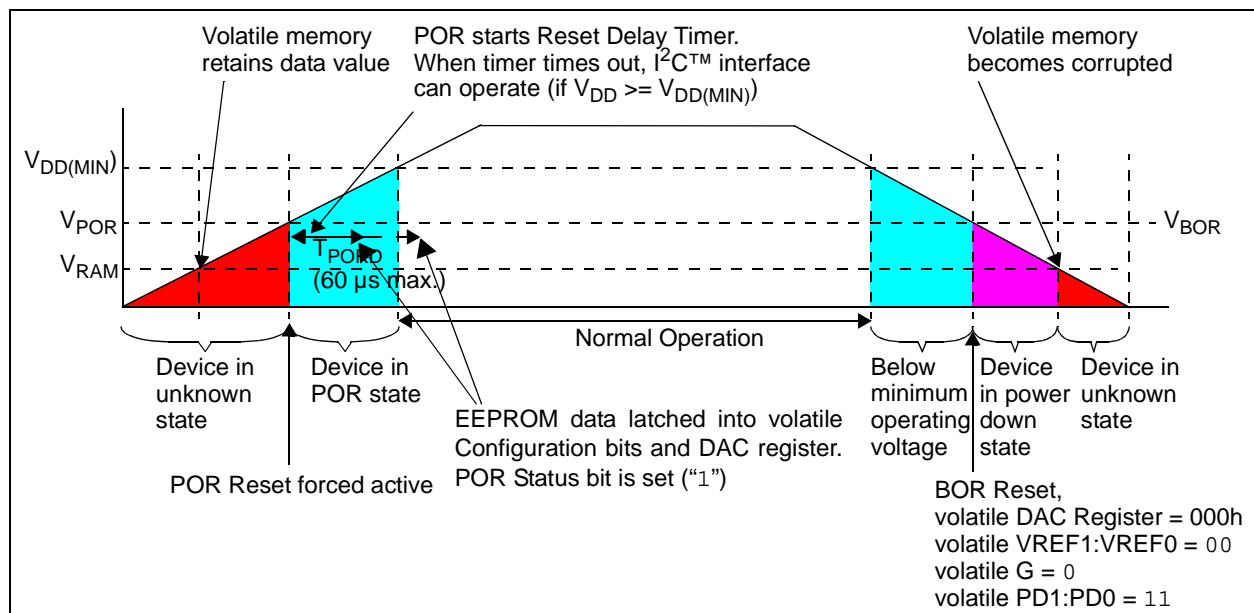 Volatile memory
retains data value
POR starts Reset Delay Timer.
When timer times out, I²C™ interface
can operate (if VDD >= VDD(MIN))
Volatile memory
becomes corrupted
VDD(MIN)
VPOR
VBOR
VRAM
TPORD
(60 µs max.)
Normal Operation
Device in
unknown
state
Device in
POR state
Below
minimum
operating
voltage
Device
in power
down
state
Device in
unknown
state
EEPROM data latched into volatile
Configuration bits and DAC register.
POR Status bit is set (“1”)
POR Reset forced active
BOR Reset,
volatile DAC Register = 000h
volatile VREF1:VREF0 = 00
volatile G = 0
volatile PD1:PD0 = 11